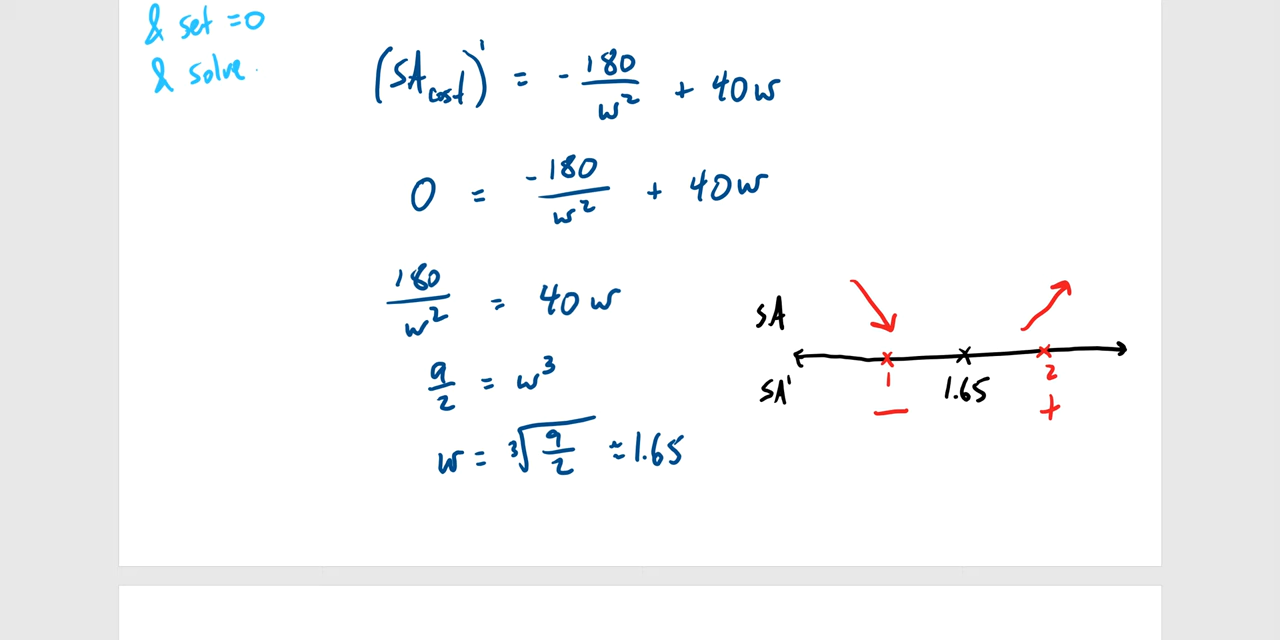 & set =0
& solve.
(SA_cost)' = - 180/w² + 40w
0 = -180/w² + 40w
180/w² = 40w
9/2 = w³
w = ³√(9/2) ≈ 1.65
SA
SA'
1 1.65 2
— +